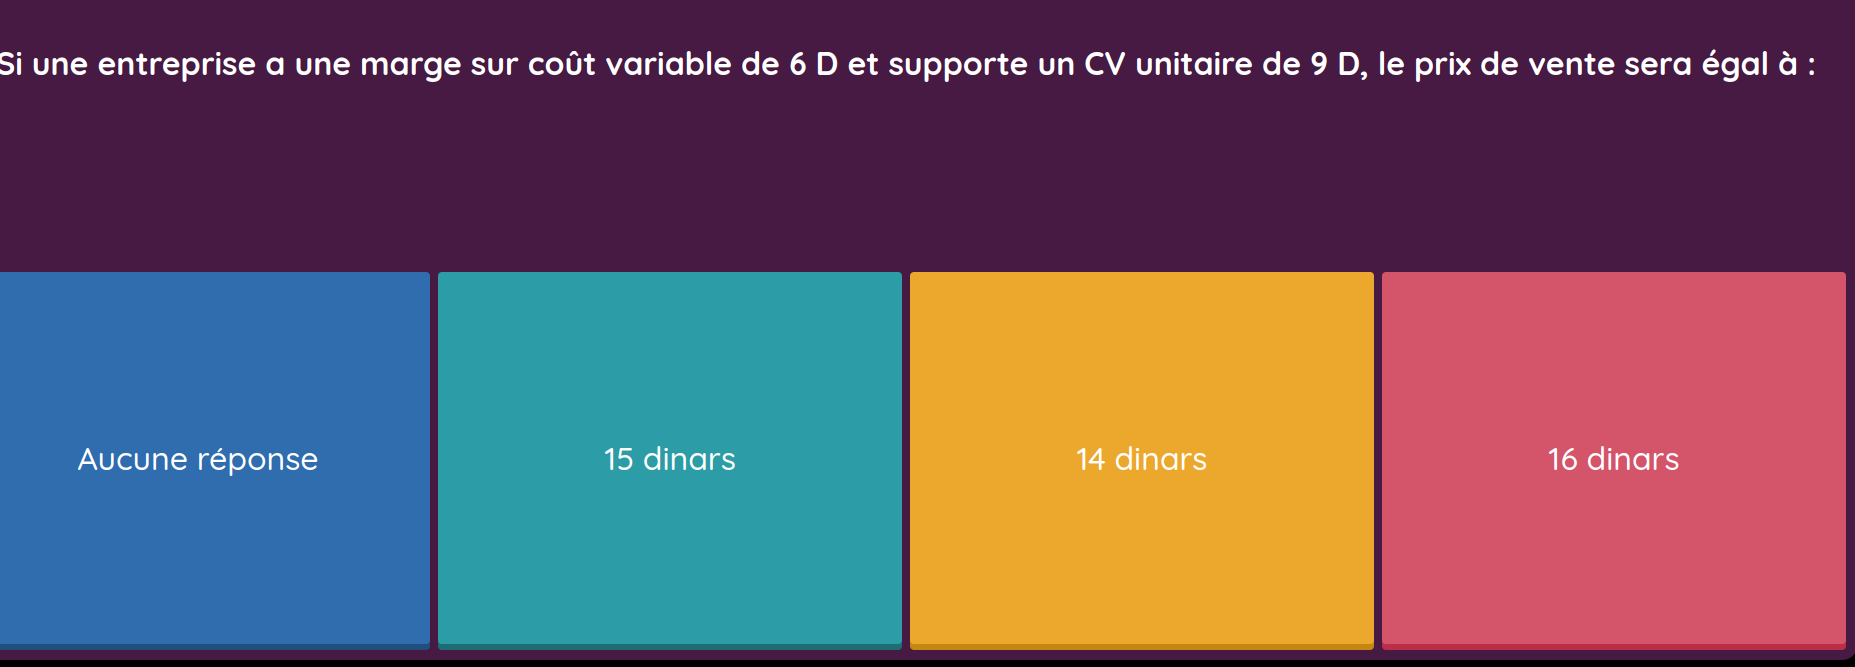 Si une entreprise a une marge sur coût variable de 6 D et supporte un CV unitaire de 9 D, le prix de vente sera égal à :
Aucune réponse
15 dinars
14 dinars
16 dinars